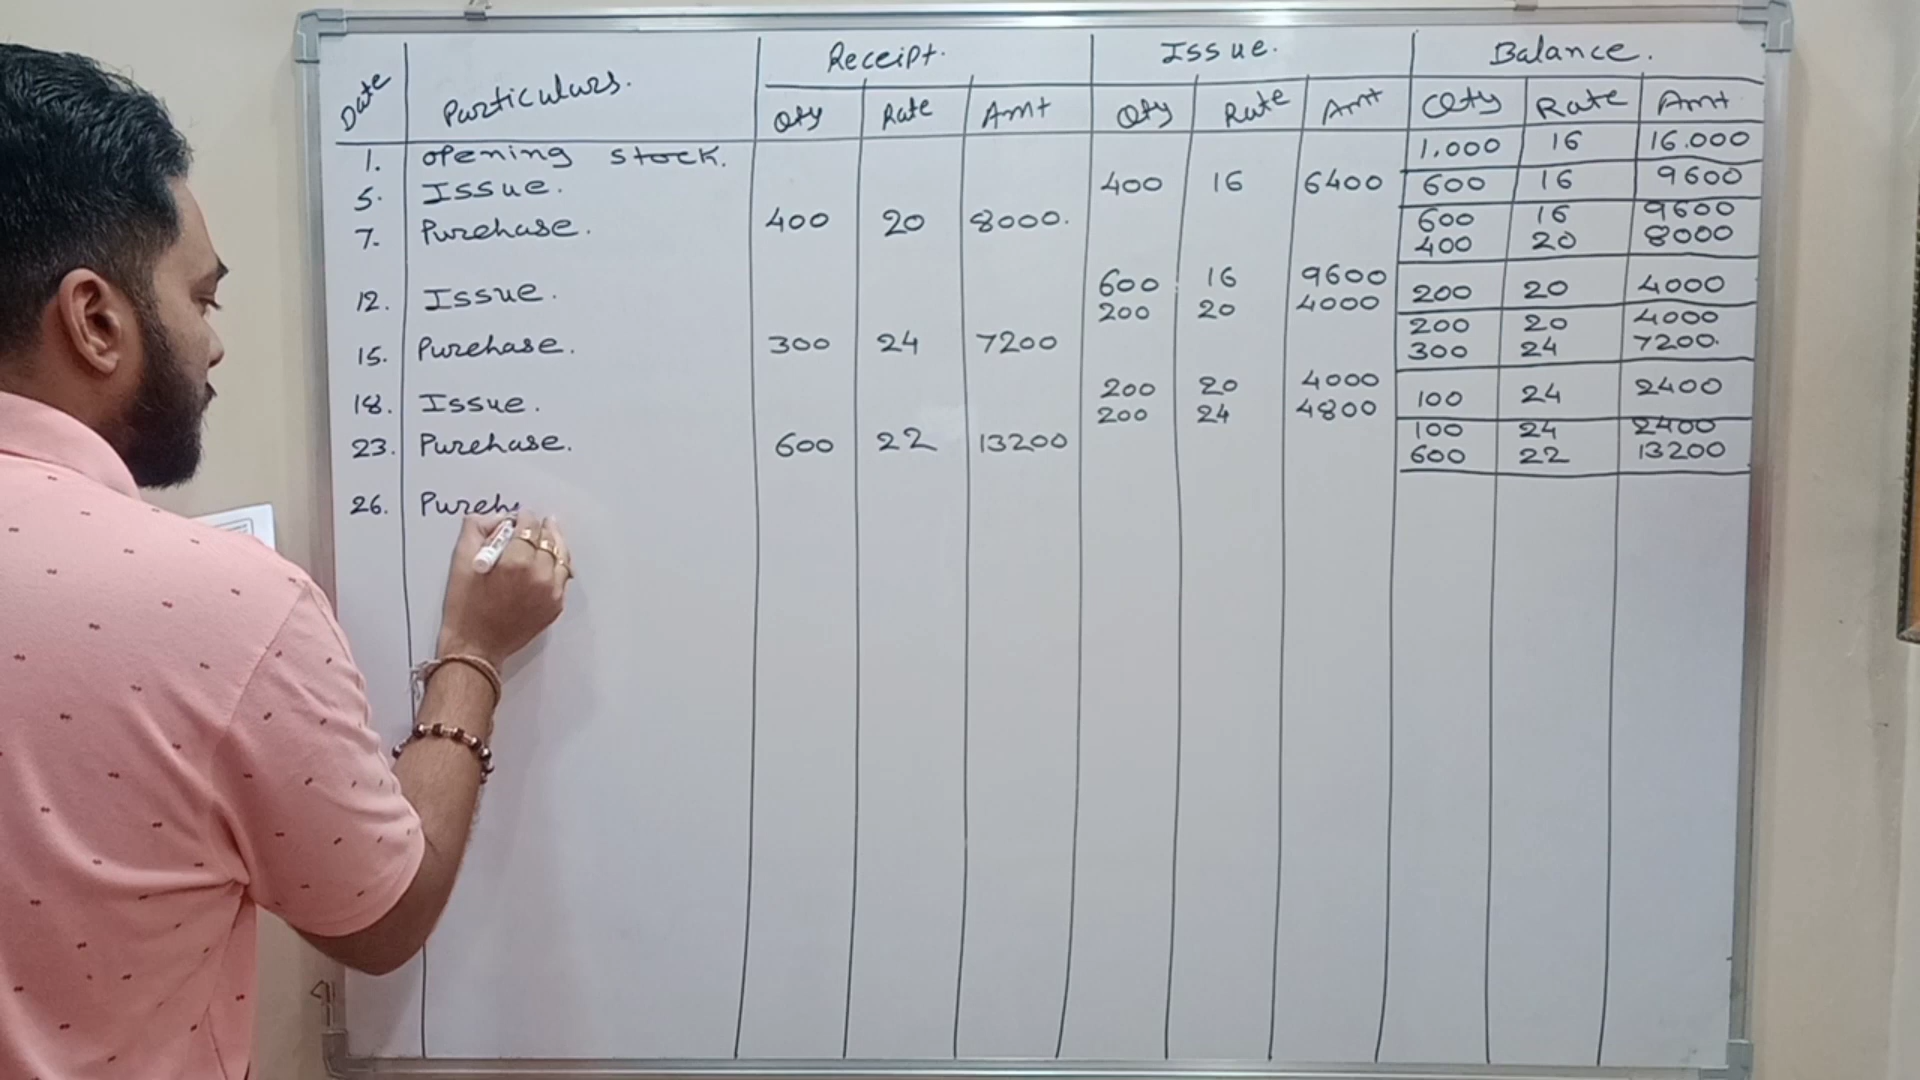 Date Particulars. Receipt. Issue. Balance.
Qty Rate Amt Qty Rate Amt Qty Rate Amt
1. opening stock. 1,000 16 16.000
5. Issue. 400 16 6400 600 16 9600
7. Purchase. 400 20 8000. 600 16 9600
400 20 8000
12. Issue. 600 16 9600 200 20 4000
200 20 4000
15. Purchase. 300 24 7200 200 20 4000
300 24 7200.
18. Issue. 200 20 4000 100 24 2400
200 24 4800
23. Purchase. 600 22 13200 100 24 2400
600 22 13200
26. Purch